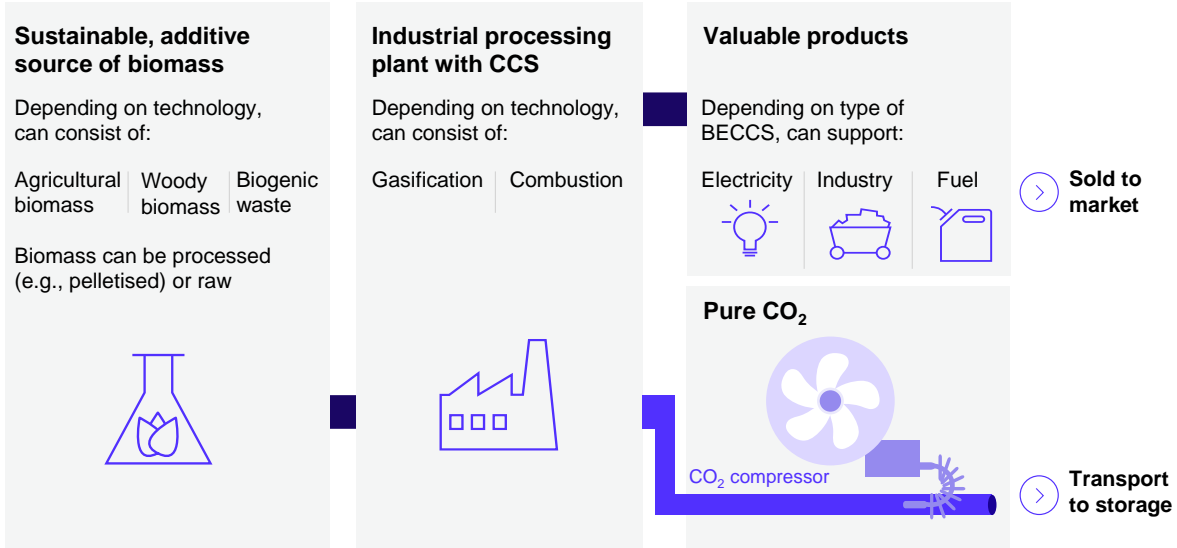 Sustainable, additive
source of biomass
Depending on technology,
can consist of:
Agricultural
biomass
Woody
biomass
Biogenic
waste
Biomass can be processed
(e.g., pelletised) or raw
Industrial processing
plant with CCS
Depending on technology,
can consist of:
Gasification
Combustion
Valuable products
Depending on type of
BECCS, can support:
Electricity
Industry
Fuel
Sold to
market
Pure CO₂
CO₂ compressor
Transport
to storage